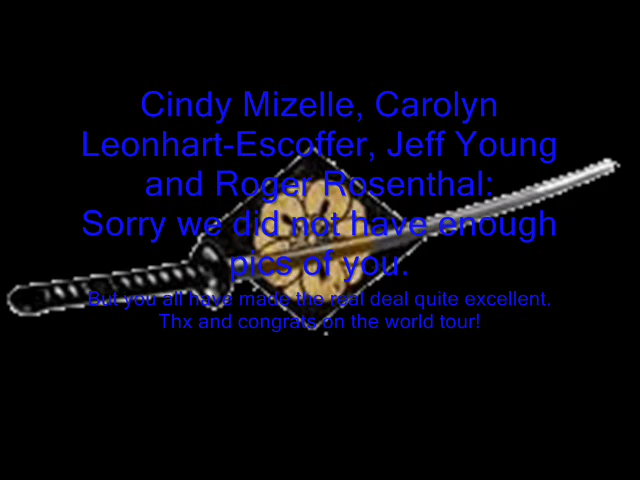 Cindy Mizelle, Carolyn
Leonhart-Escoffer, Jeff Young
and Roger Rosenthal:
Sorry we did not have enough
pics of you.
But you all have made the real deal quite excellent.
Thx and congrats on the world tour!